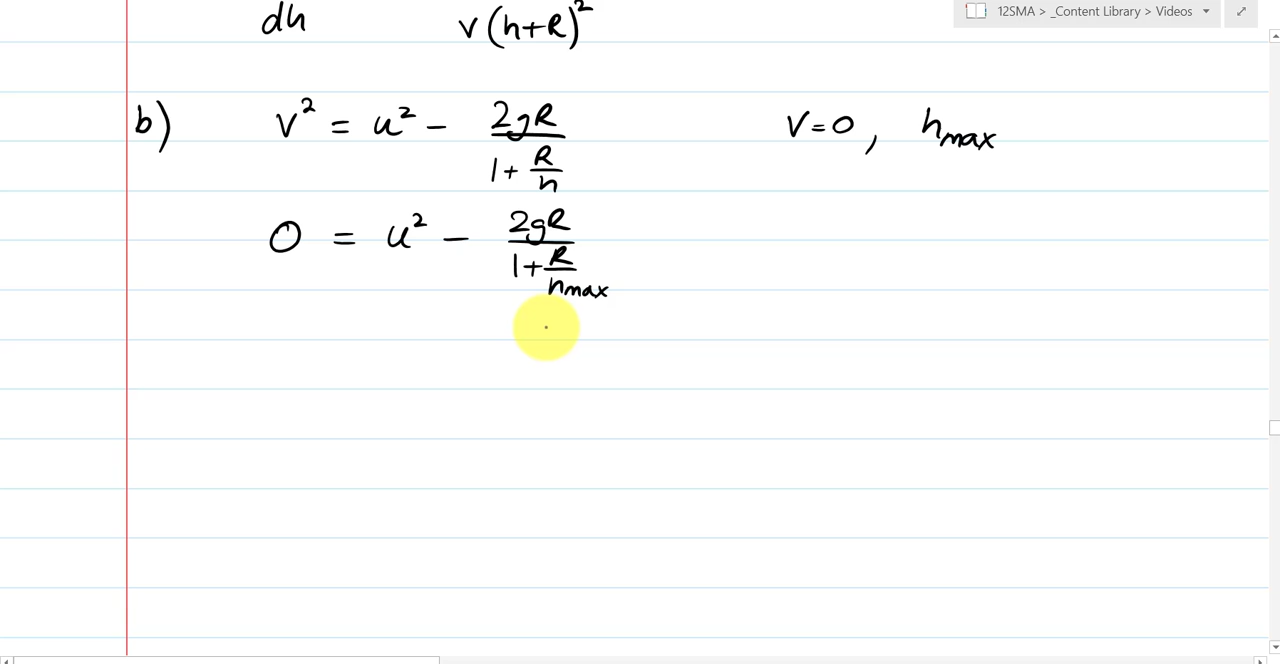 12SMA > _Content Library > Videos
dh v(h+R)²
b) v² = u² − 2gR / (1 + R/h) v=0, hmax
0 = u² − 2gR / (1 + R/hmax)